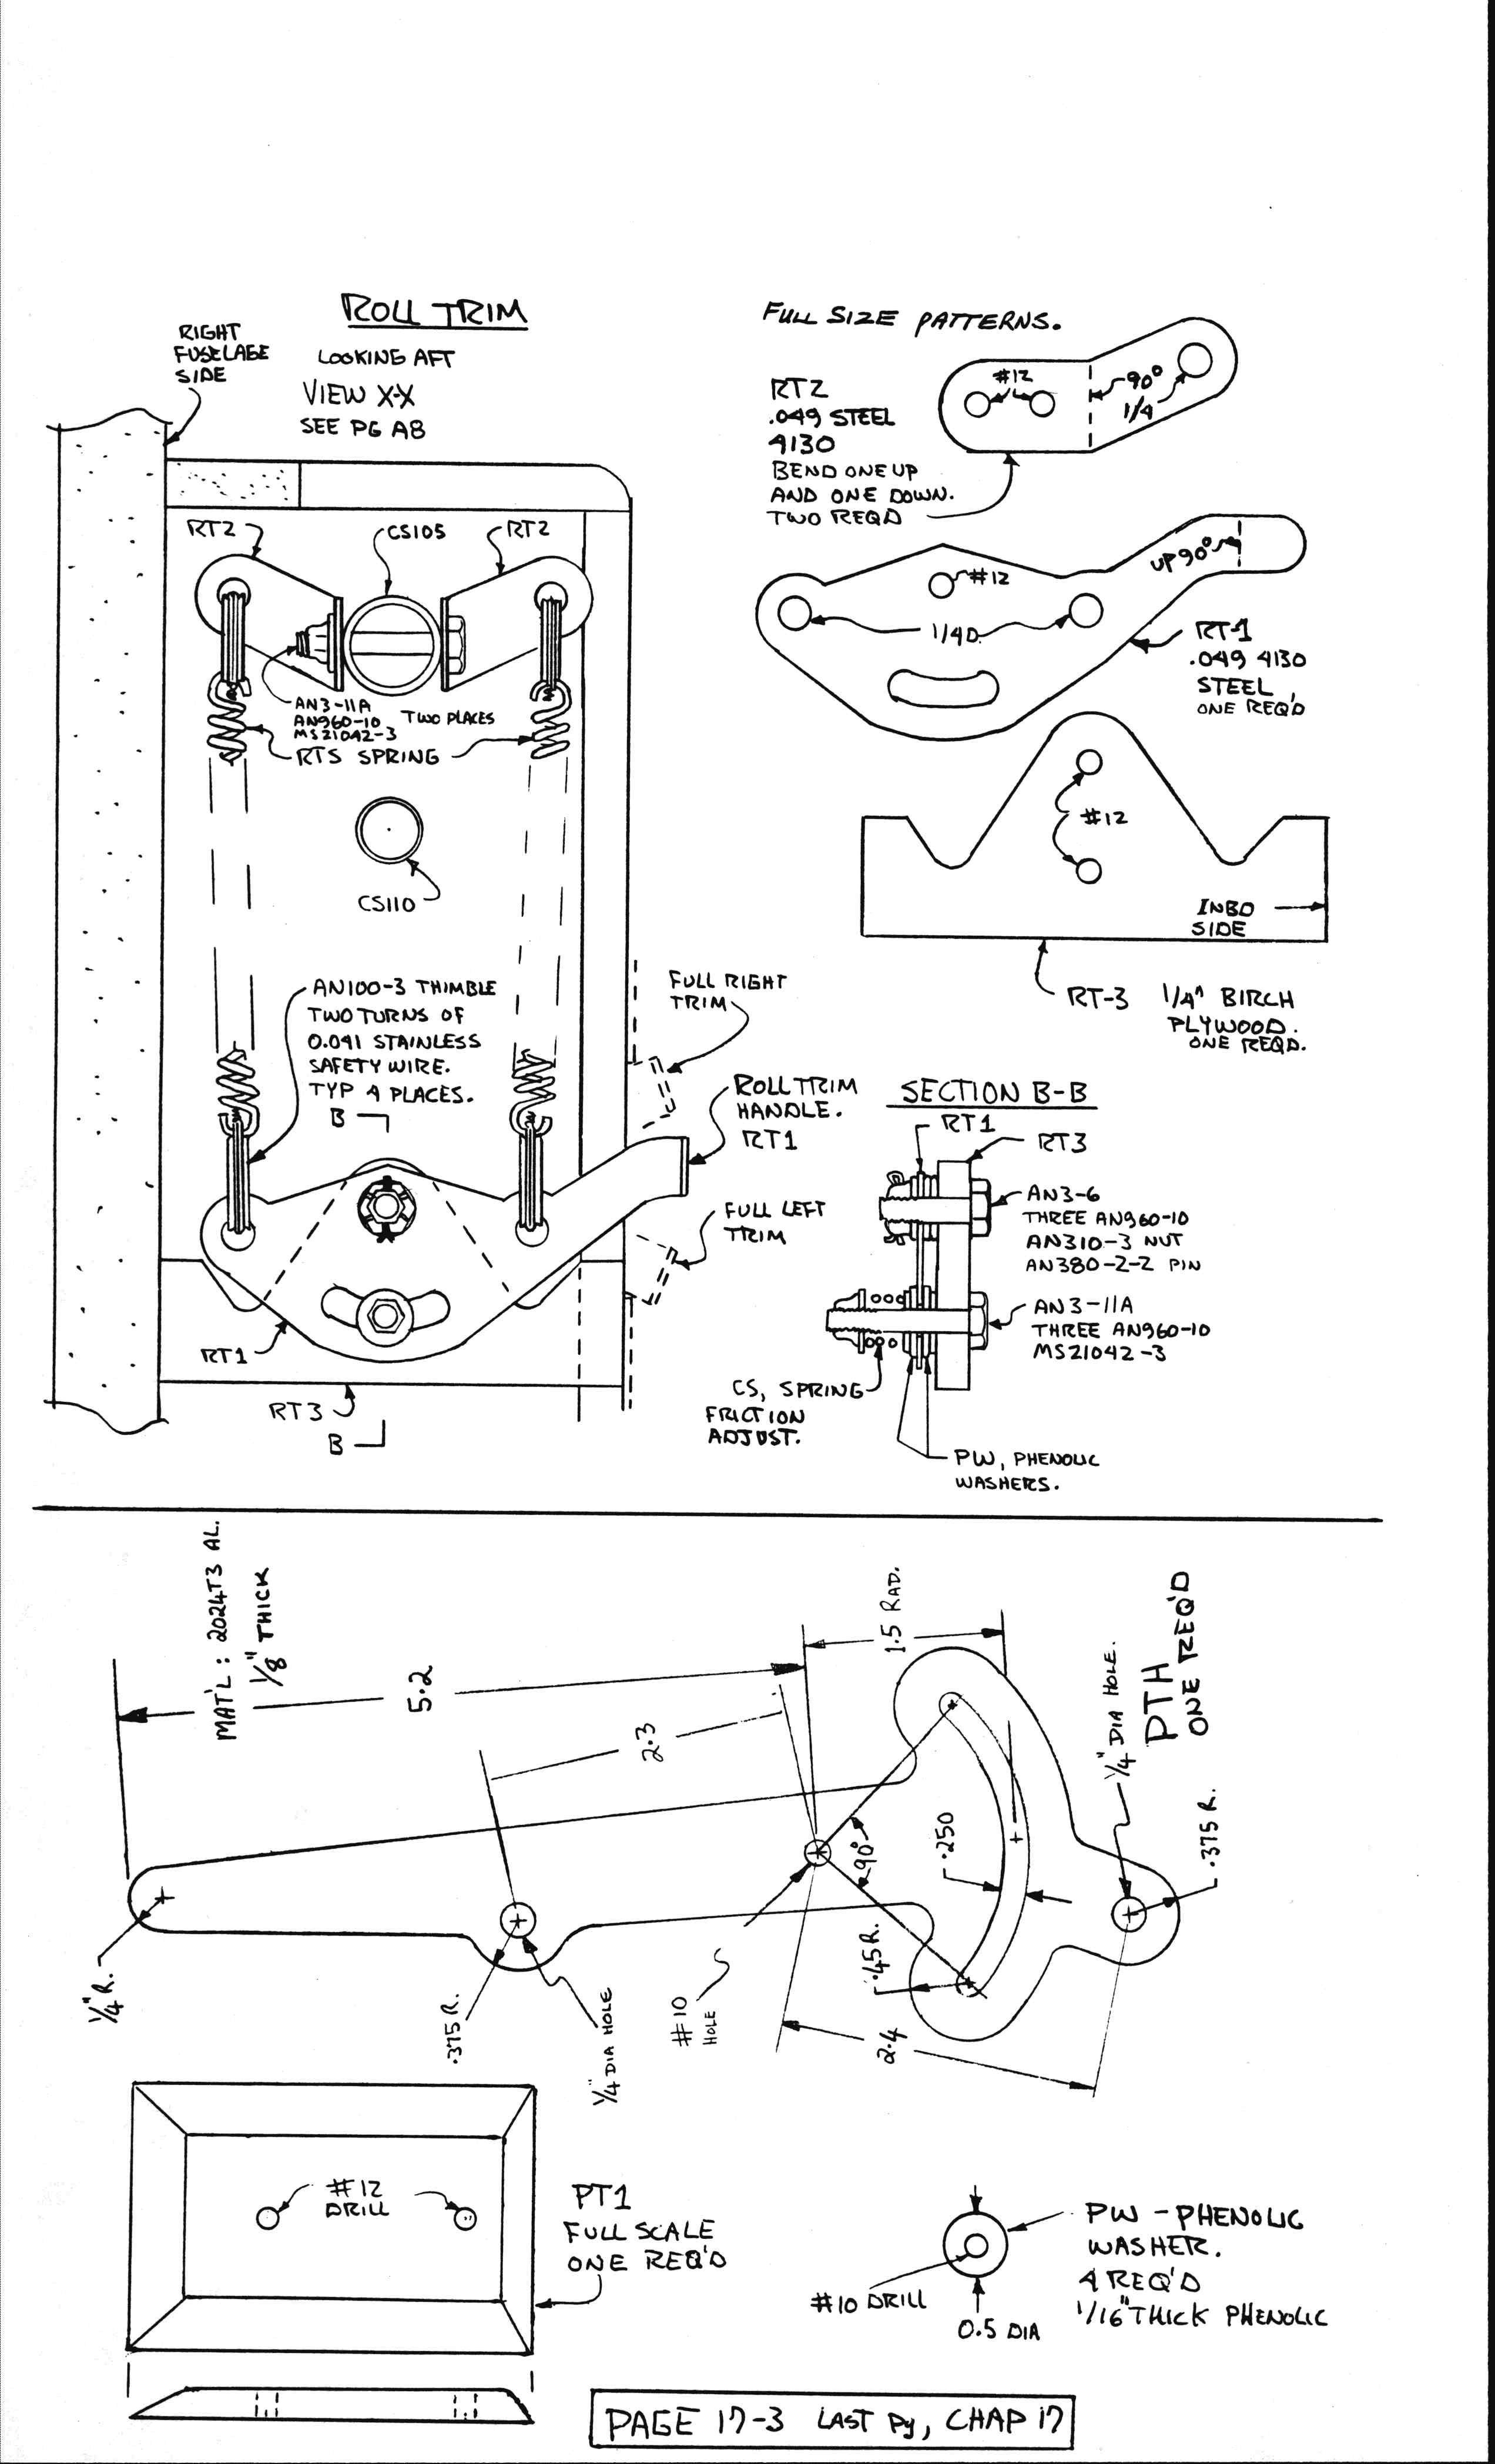 ROLL TRIM
LOOKING AFT
VIEW X-X
SEE PG A8
RIGHT
FUSELAGE
SIDE
RT2
CS105
RT2
AN3-11A
AN960-10
MS21042-3
TWO PLACES
RTS SPRING
CS110
AN100-3 THIMBLE
TWO TURNS OF
0.041 STAINLESS
SAFETY WIRE.
TYP 4 PLACES.
B
FULL RIGHT
TRIM
ROLL TRIM
HANDLE.
RT1
FULL LEFT
TRIM
RT1
RT3
B
FULL SIZE PATTERNS.
RT2
.049 STEEL
4130
BEND ONE UP
AND ONE DOWN.
TWO REQD
#12
90°
1/4
UP 90°
#12
1/4D.
RT-1
.049 4130
STEEL,
ONE REQ'D
#12
INBD
SIDE
RT-3 1/4" BIRCH
PLYWOOD.
ONE REQD.
SECTION B-B
RT1
RT3
AN3-6
THREE AN960-10
AN310-3 NUT
AN380-2-2 PIN
AN3-11A
THREE AN960-10
MS21042-3
CS, SPRING
FRICTION
ADJUST.
PW, PHENOLIC
WASHERS.
MAT'L: 2024T3 AL.
1/8" THICK
5.2
2.3
1.5 RAD.
90°
.250
1/4" DIA HOLE.
PTH
ONE REQ'D
.375 R.
1/4" R.
.375 R.
1/4" DIA HOLE
#10
HOLE
.45 R.
2.4
#12
DRILL
PT1
FULL SCALE
ONE REQ'D
#10 DRILL
0.5 DIA
PW - PHENOLIC
WASHER.
4 REQ'D
1/16" THICK PHENOLIC
PAGE 17-3 LAST Pg, CHAP 17